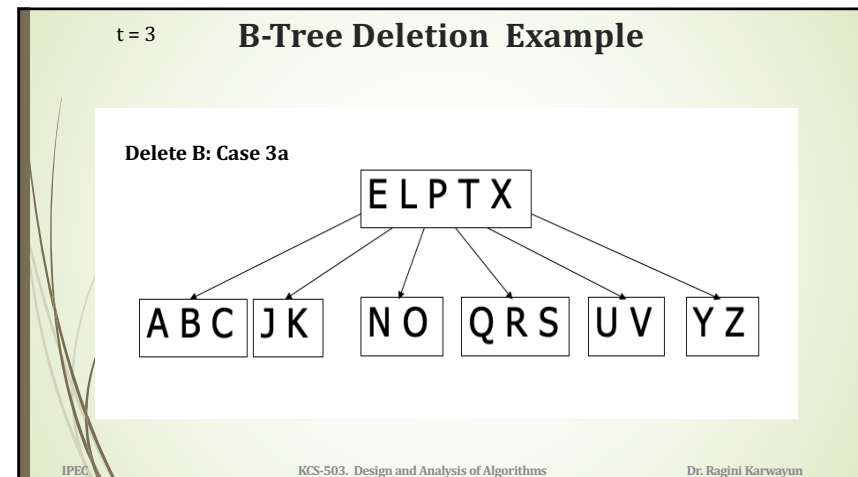 t = 3
B-Tree Deletion Example
Delete B: Case 3a
E L P T X
A B C
J K
N O
Q R S
U V
Y Z
IPEC
KCS-503. Design and Analysis of Algorithms
Dr. Ragini Karwayun